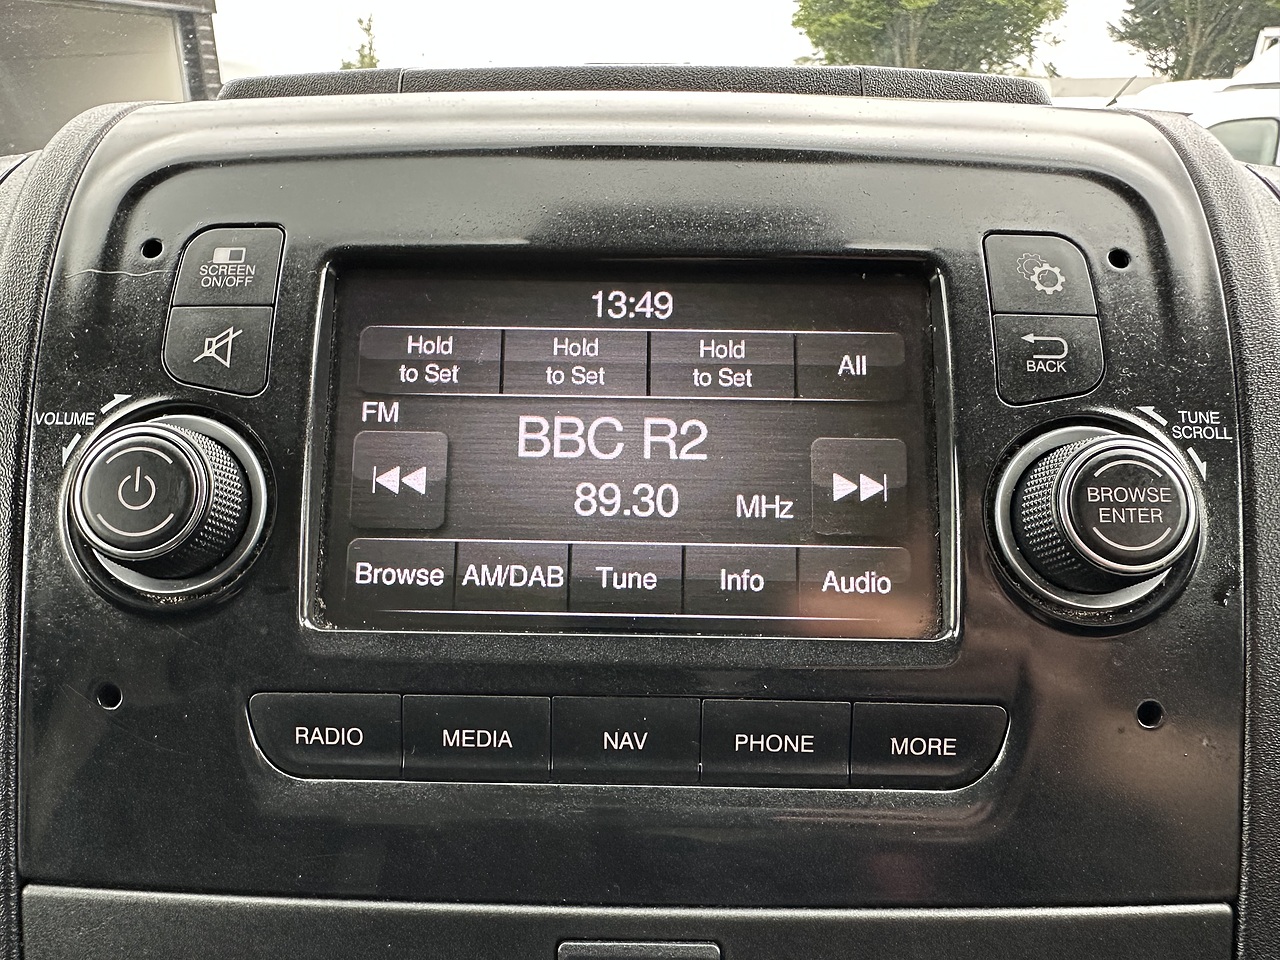 SCREEN
ON/OFF
13:49
Hold
to Set
Hold
to Set
Hold
to Set
All
BACK
VOLUME
FM
TUNE
SCROLL
BBC R2
89.30 MHz
BROWSE
ENTER
Browse
AM/DAB
Tune
Info
Audio
RADIO
MEDIA
NAV
PHONE
MORE